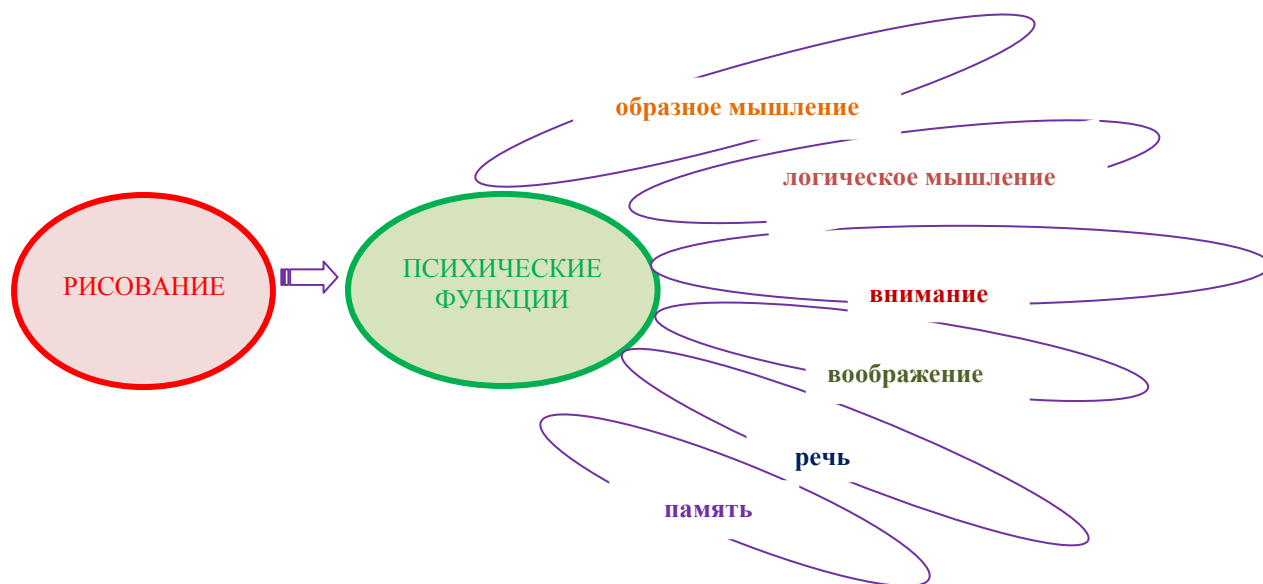 РИСОВАНИЕ
ПСИХИЧЕСКИЕ
ФУНКЦИИ
образное мышление
логическое мышление
внимание
воображение
речь
память